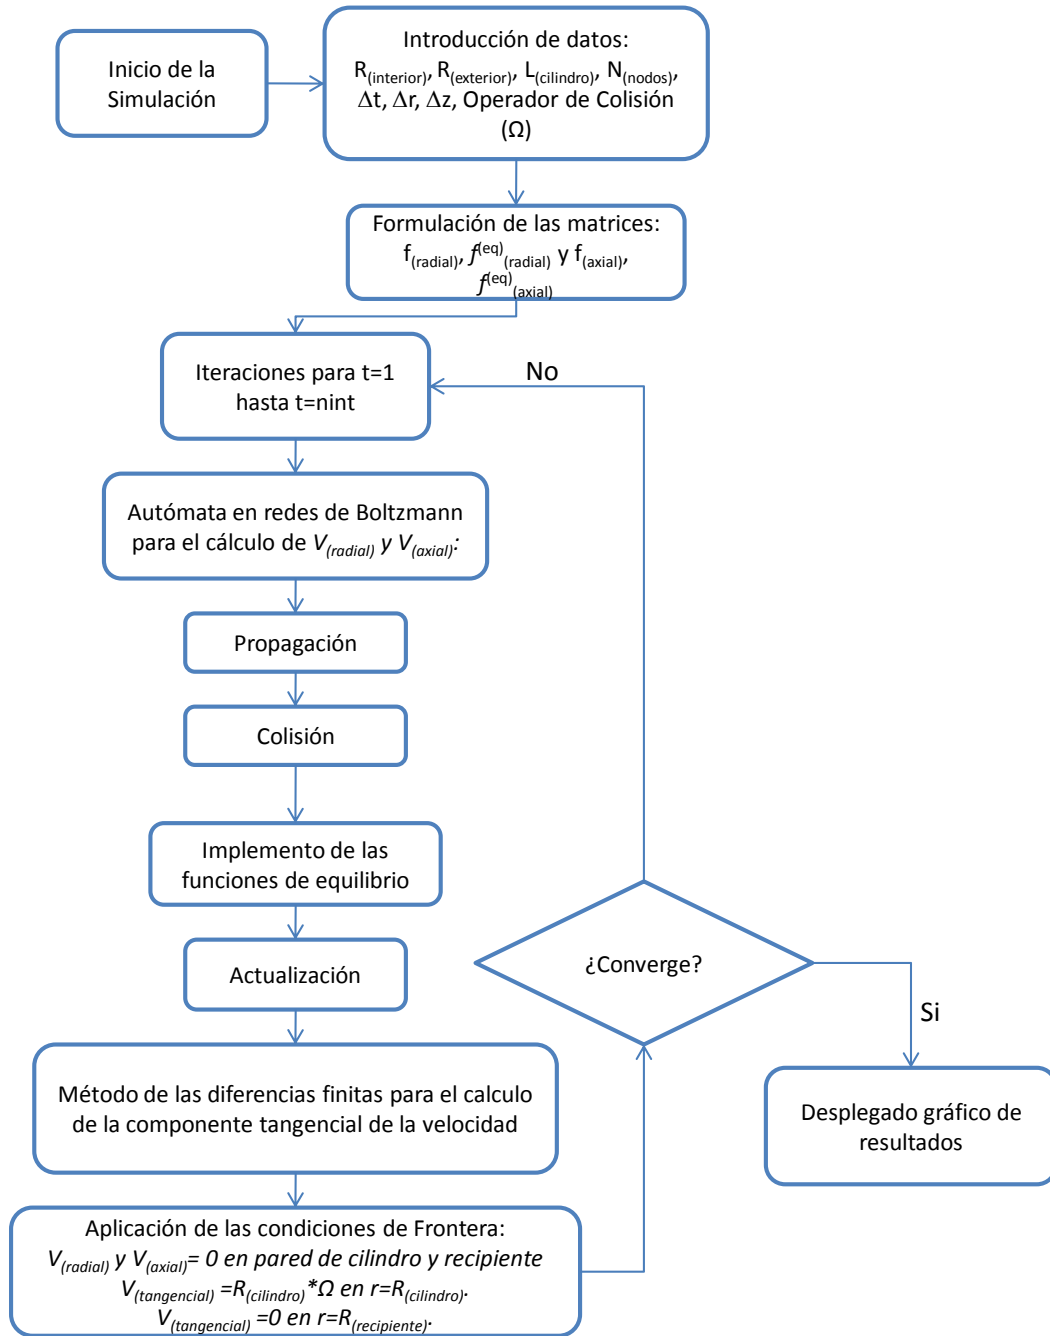 Inicio de la
Simulación
Introducción de datos:
R(interior), R(exterior), L(cilindro), N(nodos),
Δt, Δr, Δz, Operador de Colisión
(Ω)
Formulación de las matrices:
f(radial), f(eq)(radial) y f(axial),
f(eq)(axial)
Iteraciones para t=1
hasta t=nint
No
Autómata en redes de Boltzmann
para el cálculo de V(radial) y V(axial):
Propagación
Colisión
Implemento de las
funciones de equilibrio
Actualización
¿Converge?
Si
Método de las diferencias finitas para el calculo
de la componente tangencial de la velocidad
Desplegado gráfico de
resultados
Aplicación de las condiciones de Frontera:
V(radial) y V(axial)= 0 en pared de cilindro y recipiente
V(tangencial) =R(cilindro)*Ω en r=R(cilindro).
V(tangencial) =0 en r=R(recipiente).